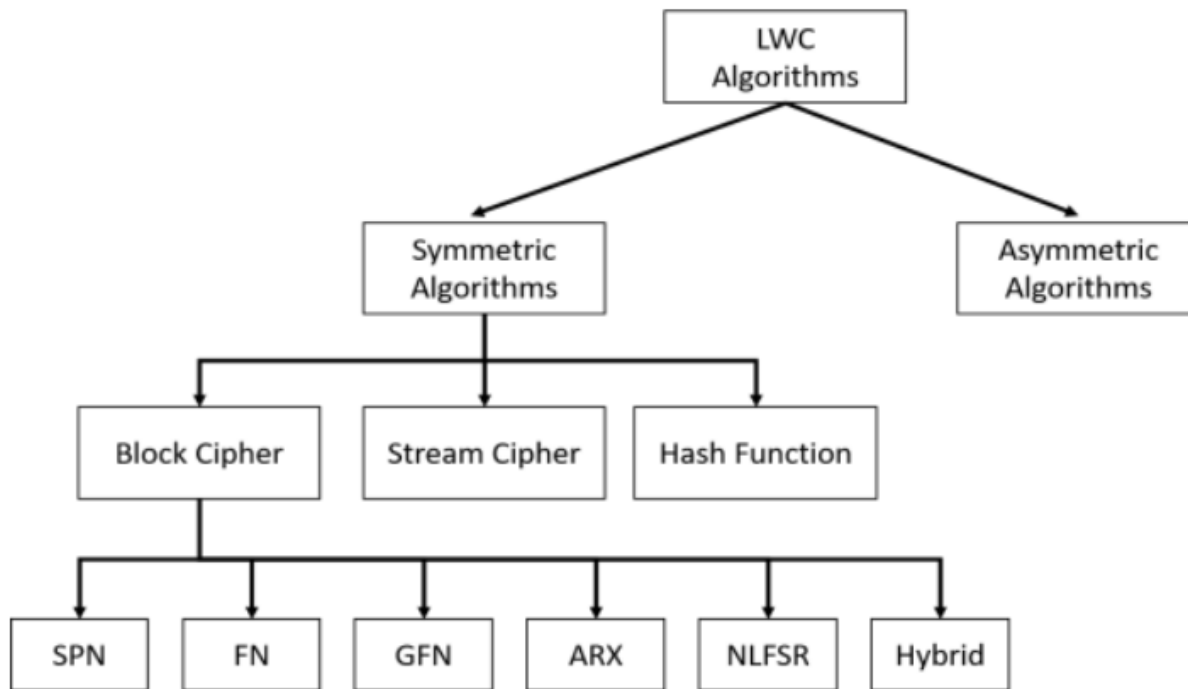 LWC
Algorithms
Symmetric
Algorithms
Asymmetric
Algorithms
Block Cipher
Stream Cipher
Hash Function
SPN
FN
GFN
ARX
NLFSR
Hybrid